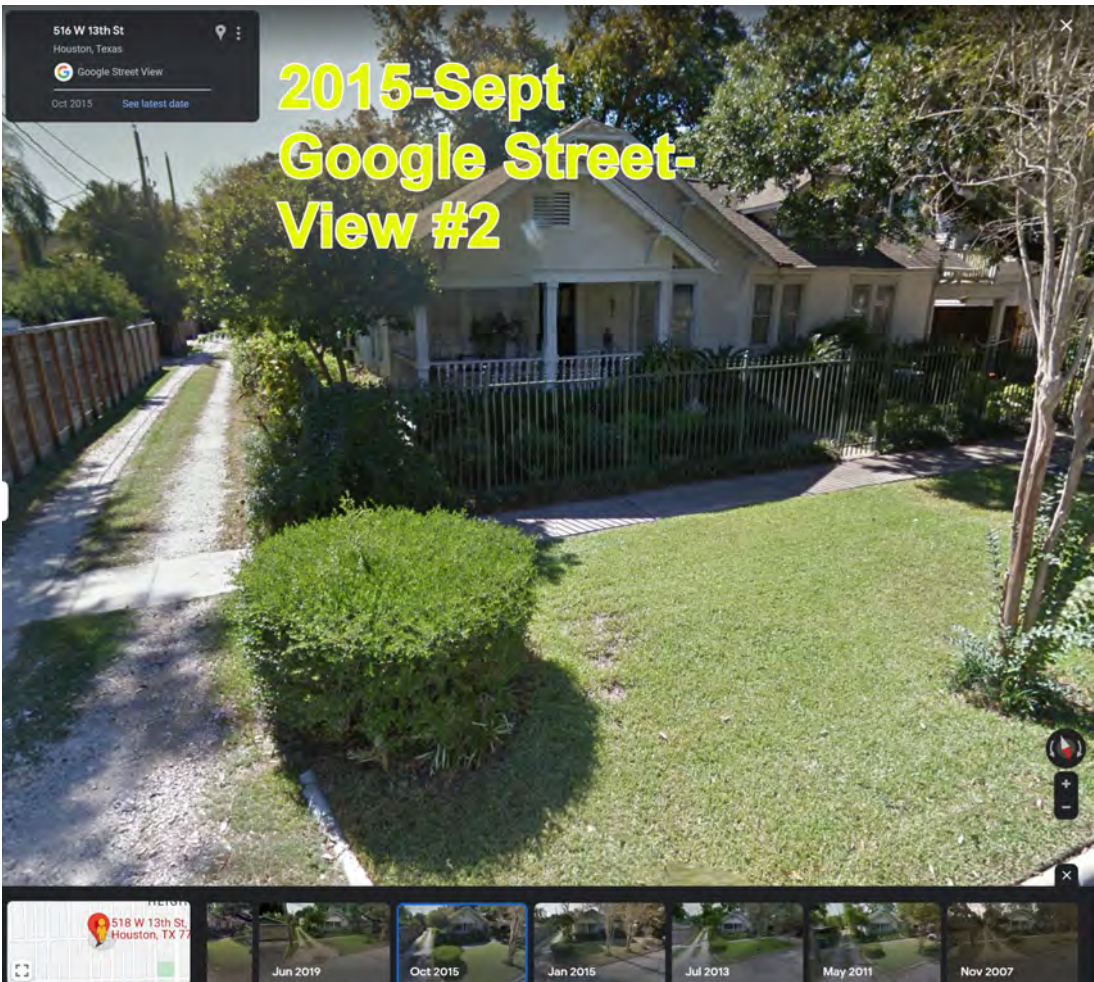 516 W 13th St
Houston, Texas
Google Street View
Oct 2015 See latest date
2015-Sept
Google Street-
View #2
518 W 13th St,
Houston, TX 77
Jun 2019
Oct 2015
Jan 2015
Jul 2013
May 2011
Nov 2007